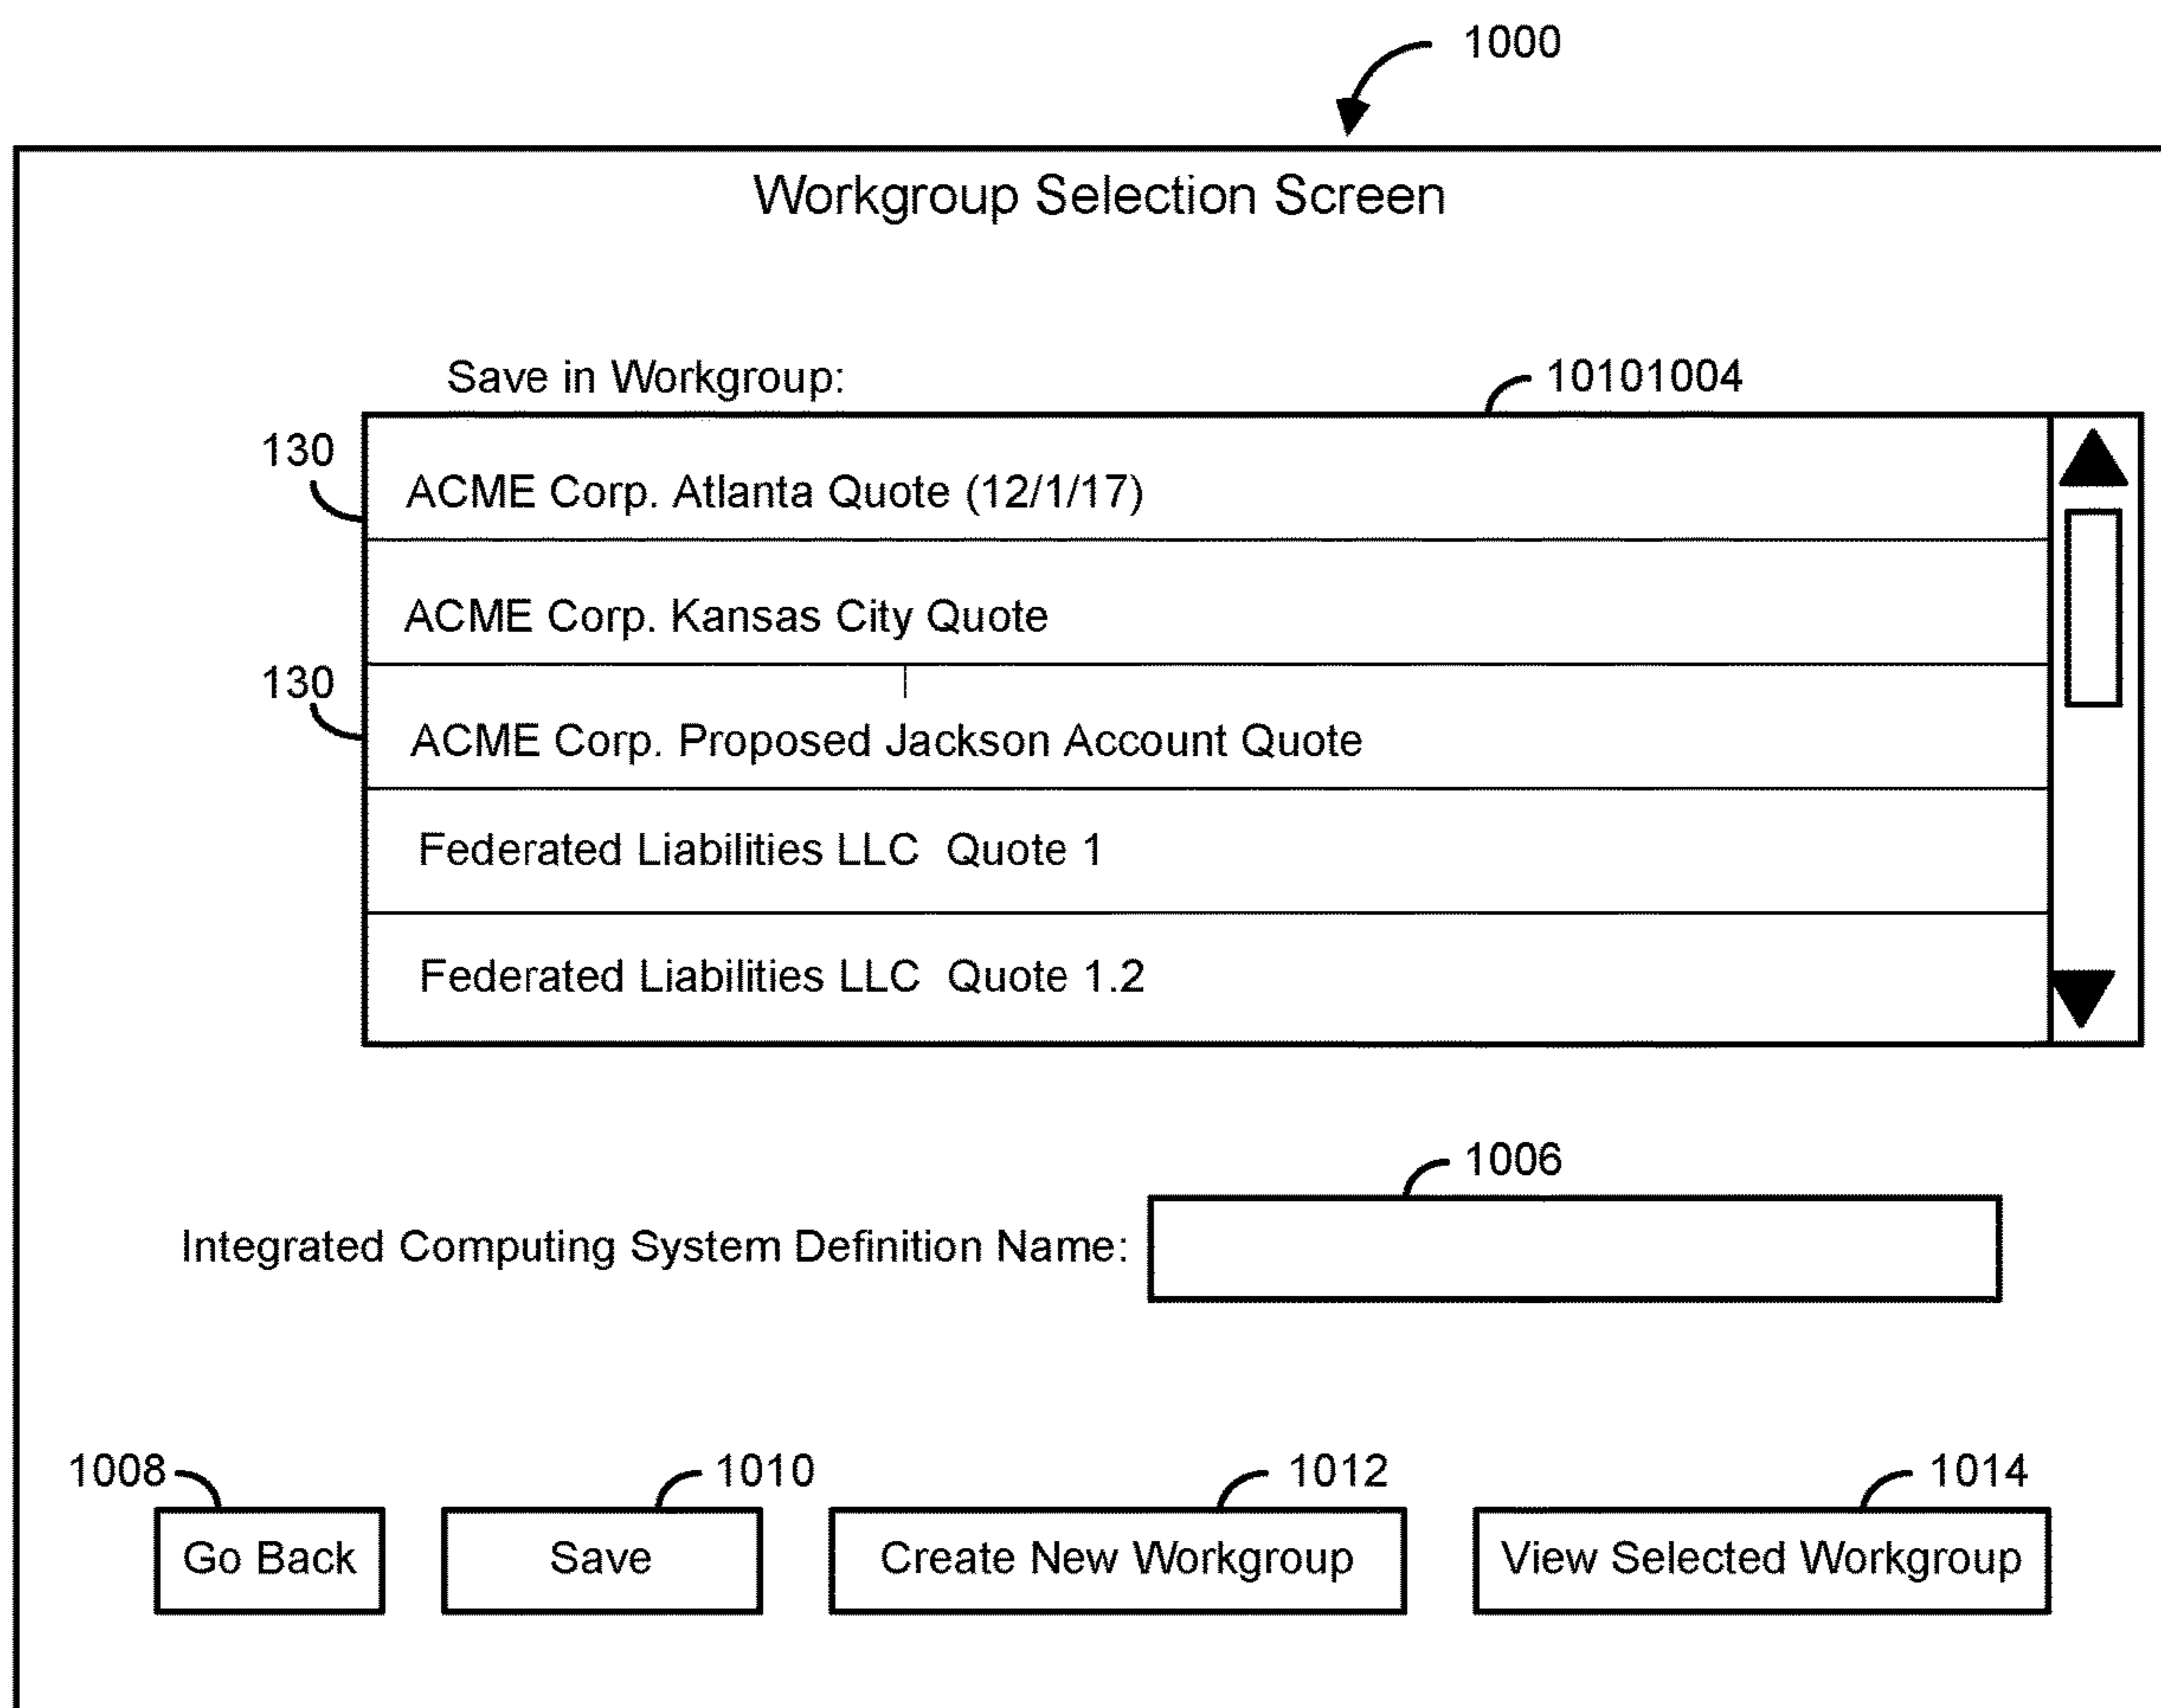 1000
Workgroup Selection Screen
Save in Workgroup:
10101004
130
ACME Corp. Atlanta Quote (12/1/17)
ACME Corp. Kansas City Quote
130
ACME Corp. Proposed Jackson Account Quote
Federated Liabilities LLC  Quote 1
Federated Liabilities LLC  Quote 1.2
1006
Integrated Computing System Definition Name:
1008 1010 1012 1014
Go Back Save Create New Workgroup View Selected Workgroup